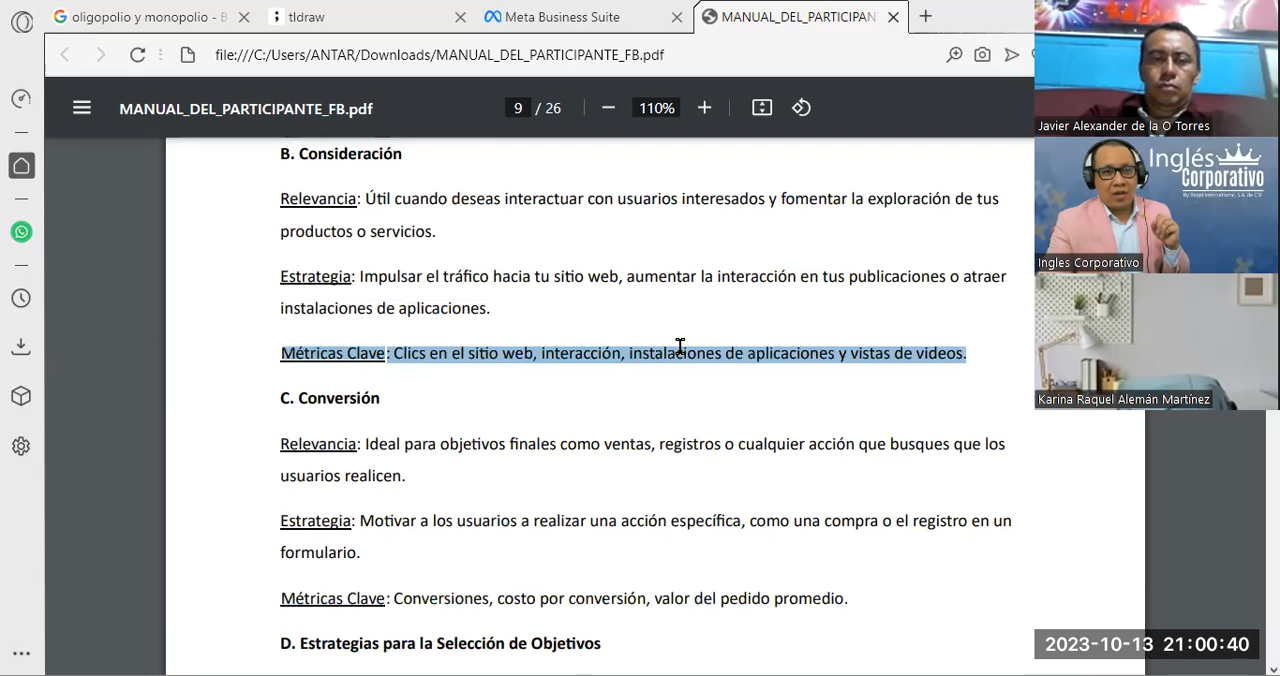 oligopolio y monopolio - B
tldraw
Meta Business Suite
MANUAL_DEL_PARTICIPAN
file:///C:/Users/ANTAR/Downloads/MANUAL_DEL_PARTICIPANTE_FB.pdf
MANUAL_DEL_PARTICIPANTE_FB.pdf
9 / 26
110%
B. Consideración
Relevancia: Útil cuando deseas interactuar con usuarios interesados y fomentar la exploración de tus
productos o servicios.
Estrategia: Impulsar el tráfico hacia tu sitio web, aumentar la interacción en tus publicaciones o atraer
instalaciones de aplicaciones.
Métricas Clave: Clics en el sitio web, interacción, instalaciones de aplicaciones y vistas de videos.
C. Conversión
Relevancia: Ideal para objetivos finales como ventas, registros o cualquier acción que busques que los
usuarios realicen.
Estrategia: Motivar a los usuarios a realizar una acción específica, como una compra o el registro en un
formulario.
Métricas Clave: Conversiones, costo por conversión, valor del pedido promedio.
D. Estrategias para la Selección de Objetivos
Javier Alexander de la O Torres
Inglés
Corporativo
By Regal International, S.A. de C.V.
Ingles Corporativo
Karina Raquel Alemán Martínez
2023-10-13 21:00:40